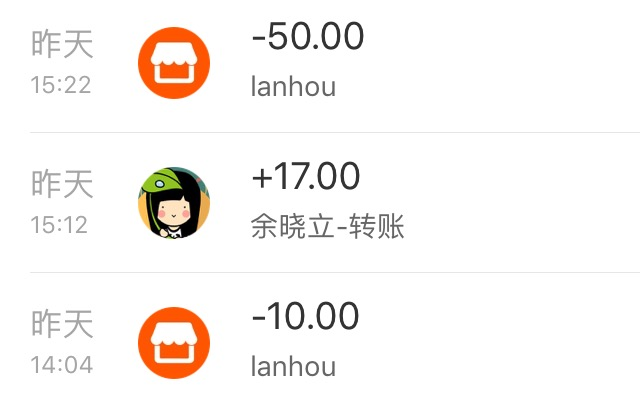 昨天
-50.00
15:22
lanhou
昨天
+17.00
15:12
余晓立-转账
昨天
-10.00
14:04
lanhou